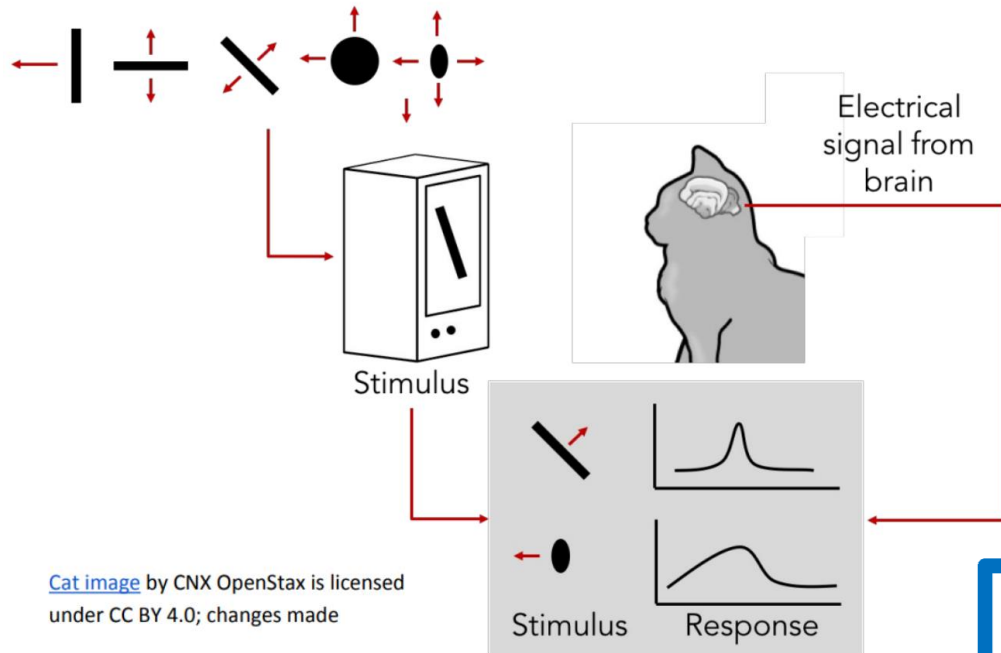 Electrical
signal from
brain
Stimulus
Stimulus
Response
Cat image by CNX OpenStax is licensed
under CC BY 4.0; changes made